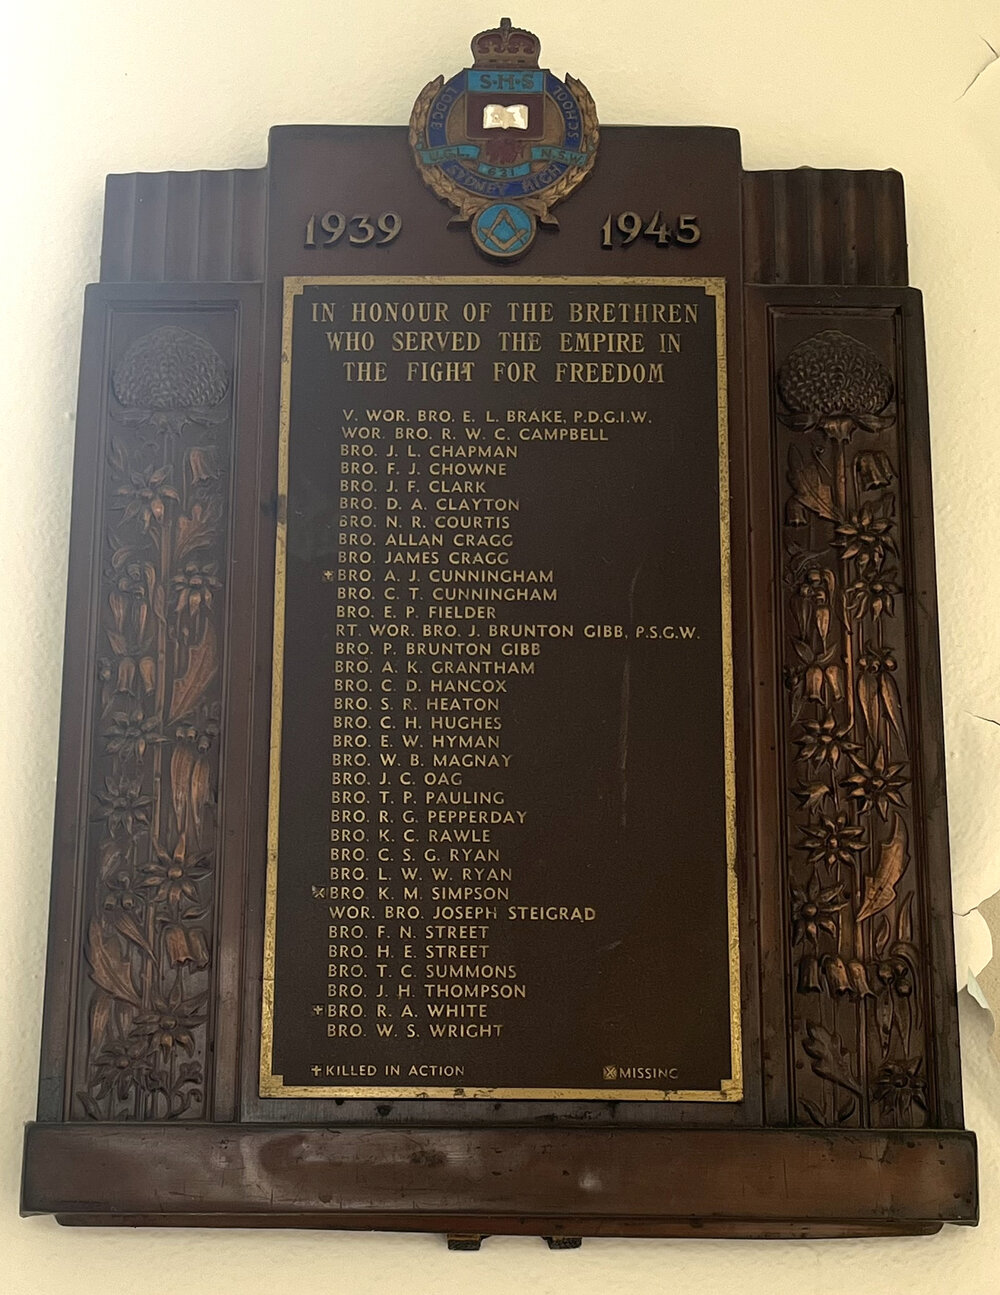 S·H·S
LODGE
SCHOOL
U.G.L.
N.S.W.
631
SYDNEY HIGH
1939
1945
IN HONOUR OF THE BRETHREN
WHO SERVED THE EMPIRE IN
THE FIGHT FOR FREEDOM
V. WOR. BRO. E. L. BRAKE, P.D.G.I.W.
WOR. BRO. R. W. C. CAMPBELL
BRO. J. L. CHAPMAN
BRO. F. J. CHOWNE
BRO. J. F. CLARK
BRO. D. A. CLAYTON
BRO. N. R. COURTIS
BRO. ALLAN CRAGG
BRO. JAMES CRAGG
✝BRO. A. J. CUNNINGHAM
BRO. C. T. CUNNINGHAM
BRO. E. P. FIELDER
RT. WOR. BRO. J. BRUNTON GIBB, P.S.G.W.
BRO. P. BRUNTON GIBB
BRO. A. K. GRANTHAM
BRO. C. D. HANCOX
BRO. S. R. HEATON
BRO. C. H. HUGHES
BRO. E. W. HYMAN
BRO. W. B. MAGNAY
BRO. J. C. OAG
BRO. T. P. PAULING
BRO. R. G. PEPPERDAY
BRO. K. C. RAWLE
BRO. C. S. G. RYAN
BRO. L. W. W. RYAN
※BRO. K. M. SIMPSON
WOR. BRO. JOSEPH STEIGRAD
BRO. F. N. STREET
BRO. H. E. STREET
BRO. T. C. SUMMONS
BRO. J. H. THOMPSON
✝BRO. R. A. WHITE
BRO. W. S. WRIGHT
✝KILLED IN ACTION
※MISSING